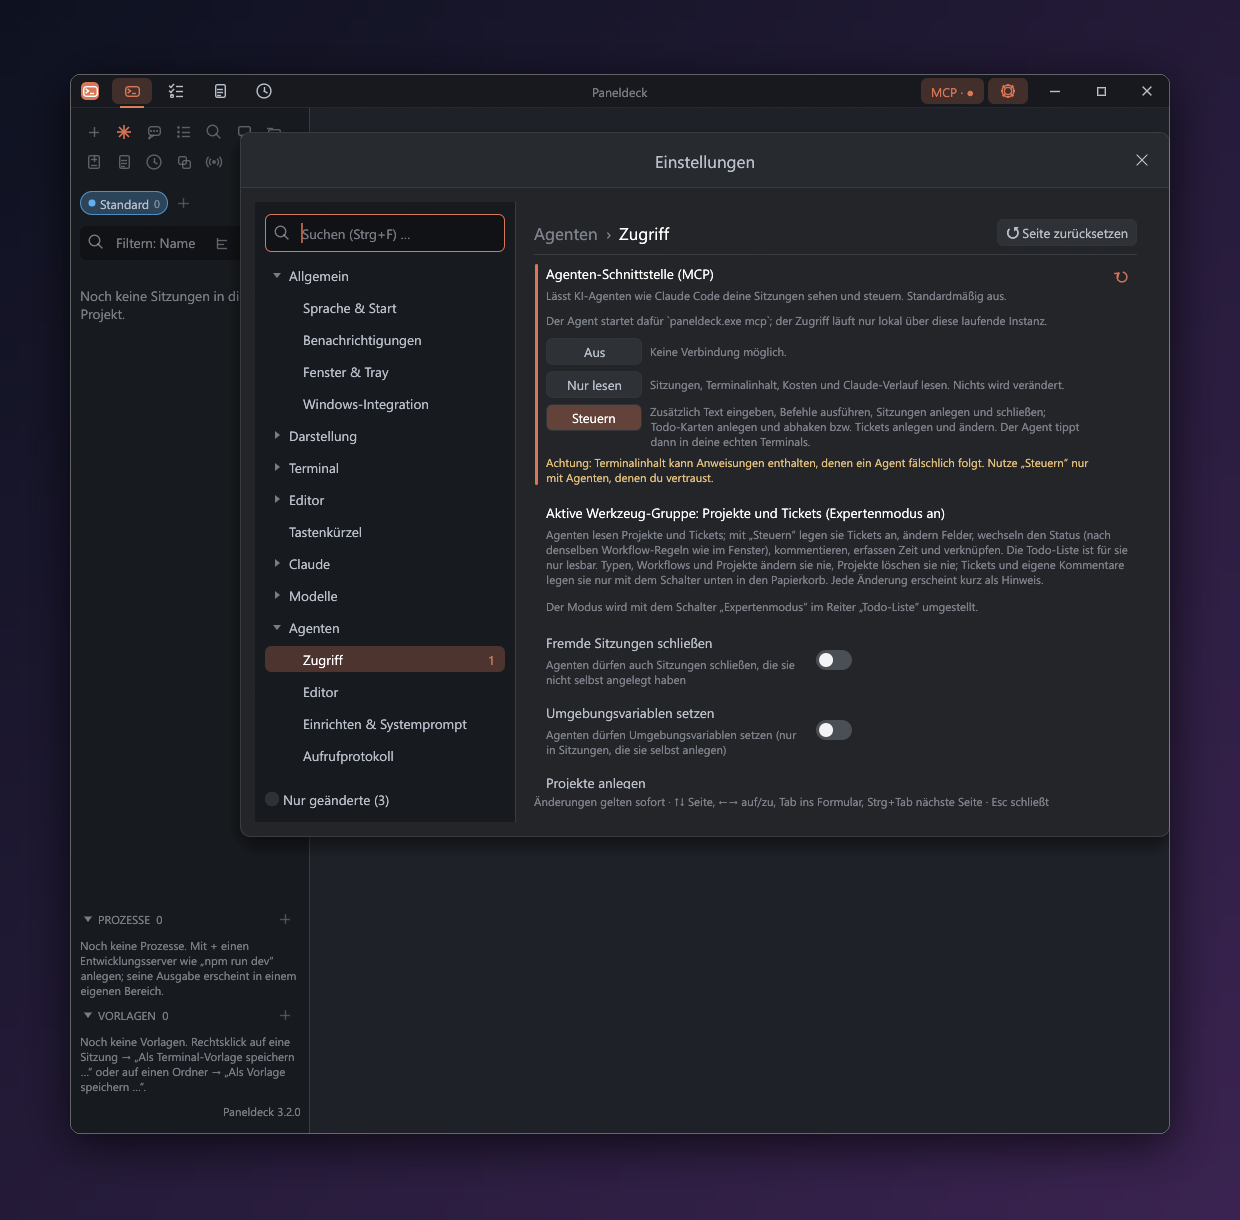 Paneldeck
MCP ·
Standard 0
Filtern: Name
Noch keine Sitzungen in di
Projekt.
PROZESSE 0
Noch keine Prozesse. Mit + einen
Entwicklungsserver wie „npm run dev“
anlegen; seine Ausgabe erscheint in einem
eigenen Bereich.
VORLAGEN 0
Noch keine Vorlagen. Rechtsklick auf eine
Sitzung → „Als Terminal-Vorlage speichern
…“ oder auf einen Ordner → „Als Vorlage
speichern …“.
Paneldeck 3.2.0
Einstellungen
Suchen (Strg+F) …
Allgemein
Sprache & Start
Benachrichtigungen
Fenster & Tray
Windows-Integration
Darstellung
Terminal
Editor
Tastenkürzel
Claude
Modelle
Agenten
Zugriff 1
Editor
Einrichten & Systemprompt
Aufrufprotokoll
Nur geänderte (3)
Agenten › Zugriff
Seite zurücksetzen
Agenten-Schnittstelle (MCP)
Lässt KI-Agenten wie Claude Code deine Sitzungen sehen und steuern. Standardmäßig aus.
Der Agent startet dafür `paneldeck.exe mcp`; der Zugriff läuft nur lokal über diese laufende Instanz.
Aus
Keine Verbindung möglich.
Nur lesen
Sitzungen, Terminalinhalt, Kosten und Claude-Verlauf lesen. Nichts wird verändert.
Steuern
Zusätzlich Text eingeben, Befehle ausführen, Sitzungen anlegen und schließen;
Todo-Karten anlegen und abhaken bzw. Tickets anlegen und ändern. Der Agent tippt
dann in deine echten Terminals.
Achtung: Terminalinhalt kann Anweisungen enthalten, denen ein Agent fälschlich folgt. Nutze „Steuern“ nur
mit Agenten, denen du vertraust.
Aktive Werkzeug-Gruppe: Projekte und Tickets (Expertenmodus an)
Agenten lesen Projekte und Tickets; mit „Steuern“ legen sie Tickets an, ändern Felder, wechseln den Status (nach
denselben Workflow-Regeln wie im Fenster), kommentieren, erfassen Zeit und verknüpfen. Die Todo-Liste ist für sie
nur lesbar. Typen, Workflows und Projekte ändern sie nie, Projekte löschen sie nie; Tickets und eigene Kommentare
legen sie nur mit dem Schalter unten in den Papierkorb. Jede Änderung erscheint kurz als Hinweis.
Der Modus wird mit dem Schalter „Expertenmodus“ im Reiter „Todo-Liste“ umgestellt.
Fremde Sitzungen schließen
Agenten dürfen auch Sitzungen schließen, die sie
nicht selbst angelegt haben
Umgebungsvariablen setzen
Agenten dürfen Umgebungsvariablen setzen (nur
in Sitzungen, die sie selbst anlegen)
Projekte anlegen
Änderungen gelten sofort · ↑↓ Seite, ←→ auf/zu, Tab ins Formular, Strg+Tab nächste Seite · Esc schließt